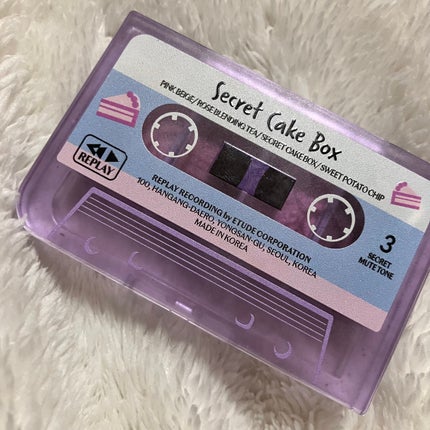 Secret Cake Box
PINK BEIGE/ROSE BLENDING TEA/SECRET CAKE BOX/SWEET POTATO CHIP
REPLAY
REPLAY RECORDING by ETUDE CORPORATION
100, HANGANG-DAERO, YONGSAN-GU, SEOUL, KOREA
MADE IN KOREA
3
SECRET
MUTE TONE